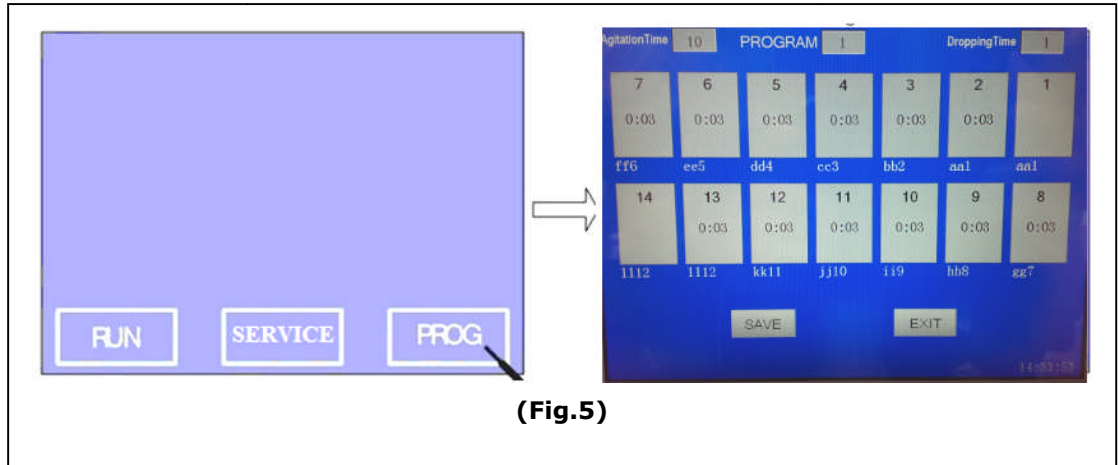 RUN SERVICE PROG
AgitationTime 10 PROGRAM 1 DroppingTime 1
7 6 5 4 3 2 1
0:03 0:03 0:03 0:03 0:03 0:03
ff6 ee5 dd4 cc3 bb2 aa1 aa1
14 13 12 11 10 9 8
0:03 0:03 0:03 0:03 0:03 0:03
1112 1112 kk11 jj10 ii9 hh8 gg7
SAVE EXIT
14:33:53
(Fig.5)